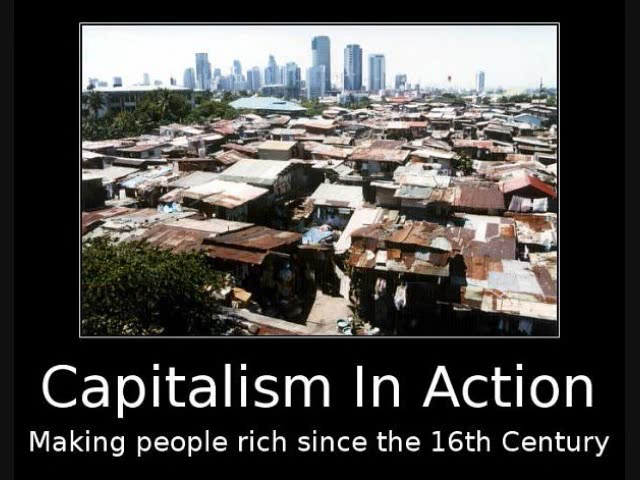 Capitalism In Action
Making people rich since the 16th Century